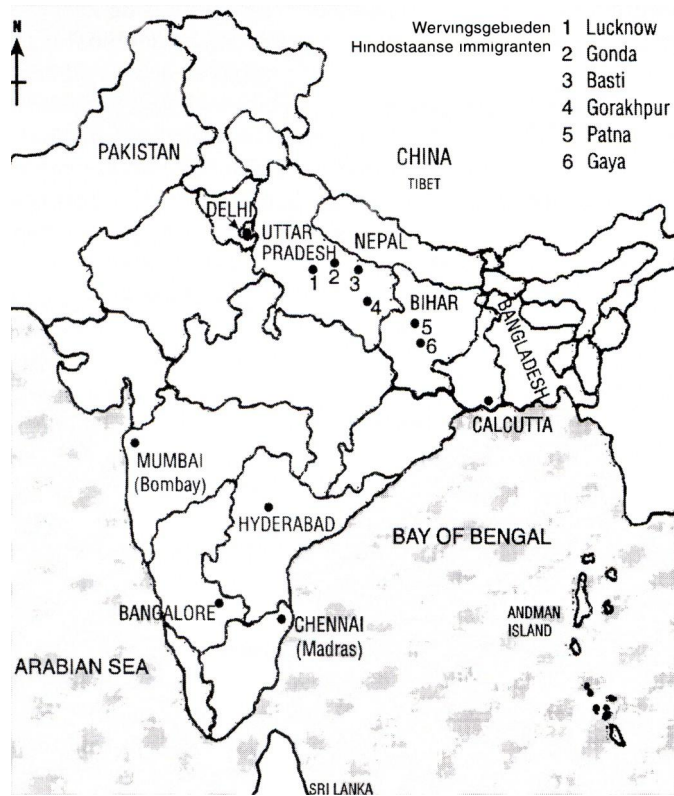 N
Wervingsgebieden
Hindostaanse immigranten
1 Lucknow
2 Gonda
3 Basti
4 Gorakhpur
5 Patna
6 Gaya
PAKISTAN
CHINA
TIBET
DELHI
UTTAR
PRADESH
NEPAL
1
2
3
4
BIHAR
5
6
BANGLADESH
CALCUTTA
MUMBAI
(Bombay)
HYDERABAD
BAY OF BENGAL
BANGALORE
CHENNAI
(Madras)
ANDMAN
ISLAND
ARABIAN SEA
SRI LANKA